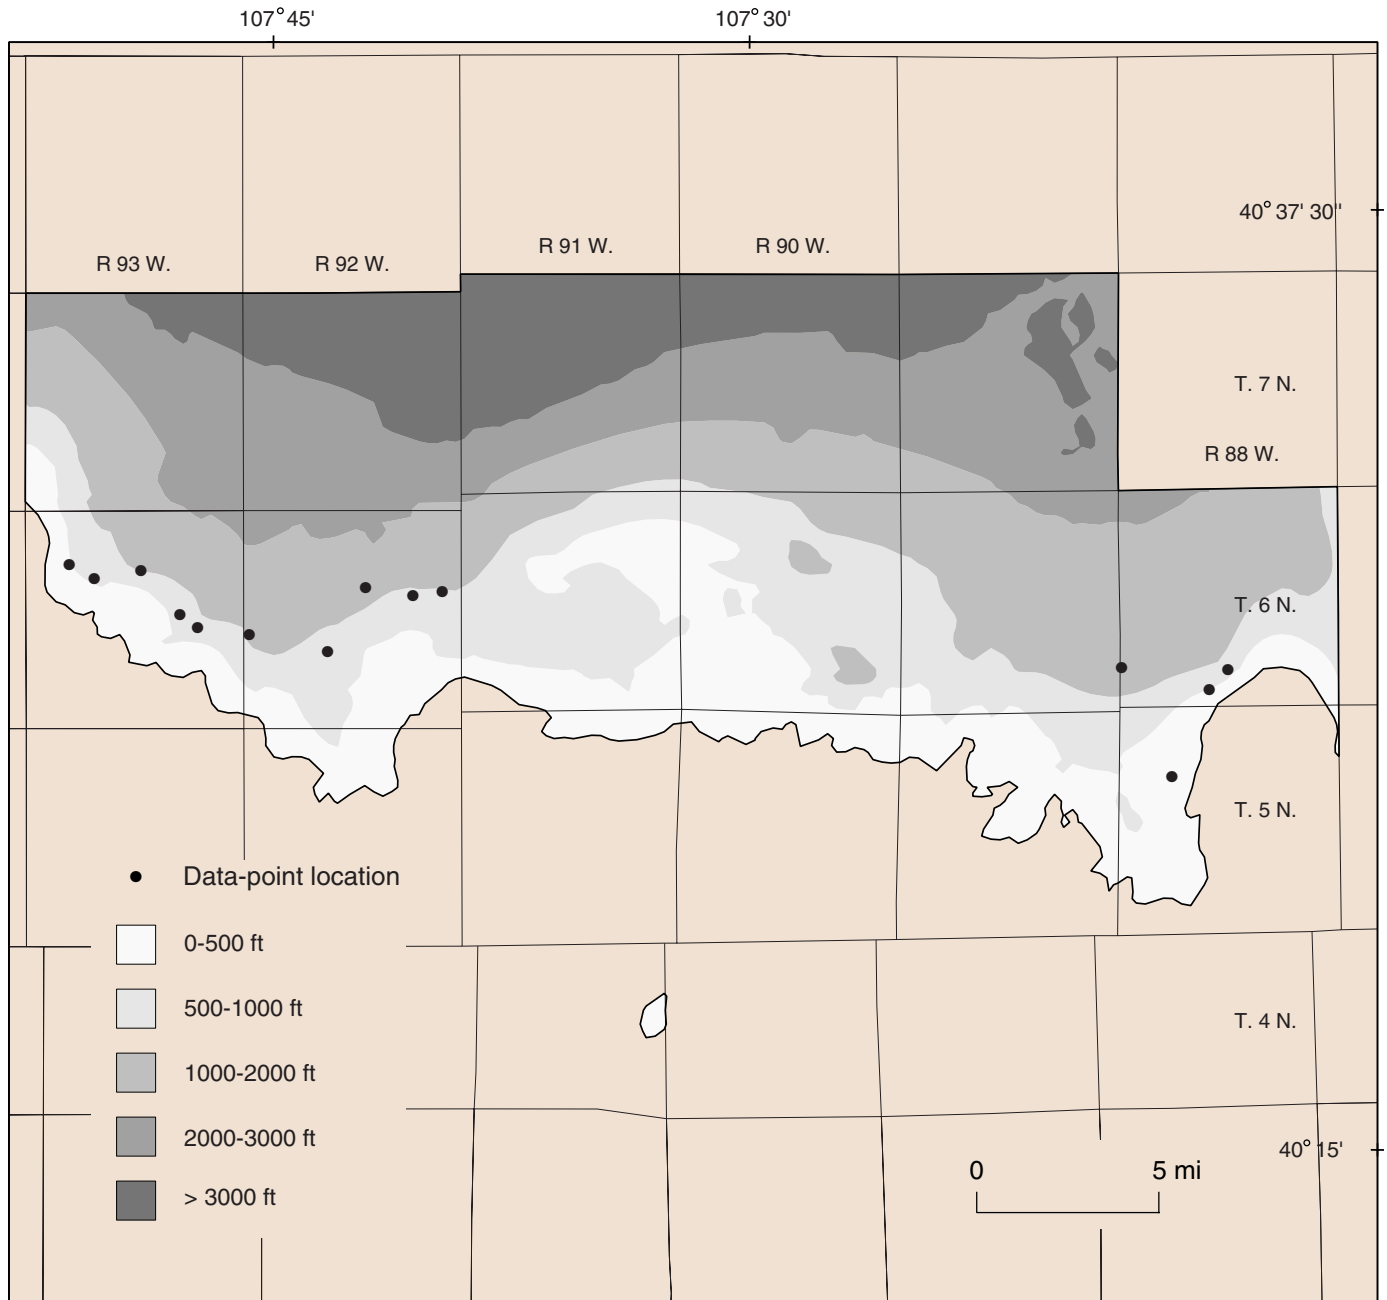 107°45'
107°30'
40°37'30"
R 93 W.
R 92 W.
R 91 W.
R 90 W.
T. 7 N.
R 88 W.
T. 6 N.
T. 5 N.
Data-point location
0-500 ft
500-1000 ft
T. 4 N.
1000-2000 ft
2000-3000 ft
40°15'
0
5 mi
> 3000 ft